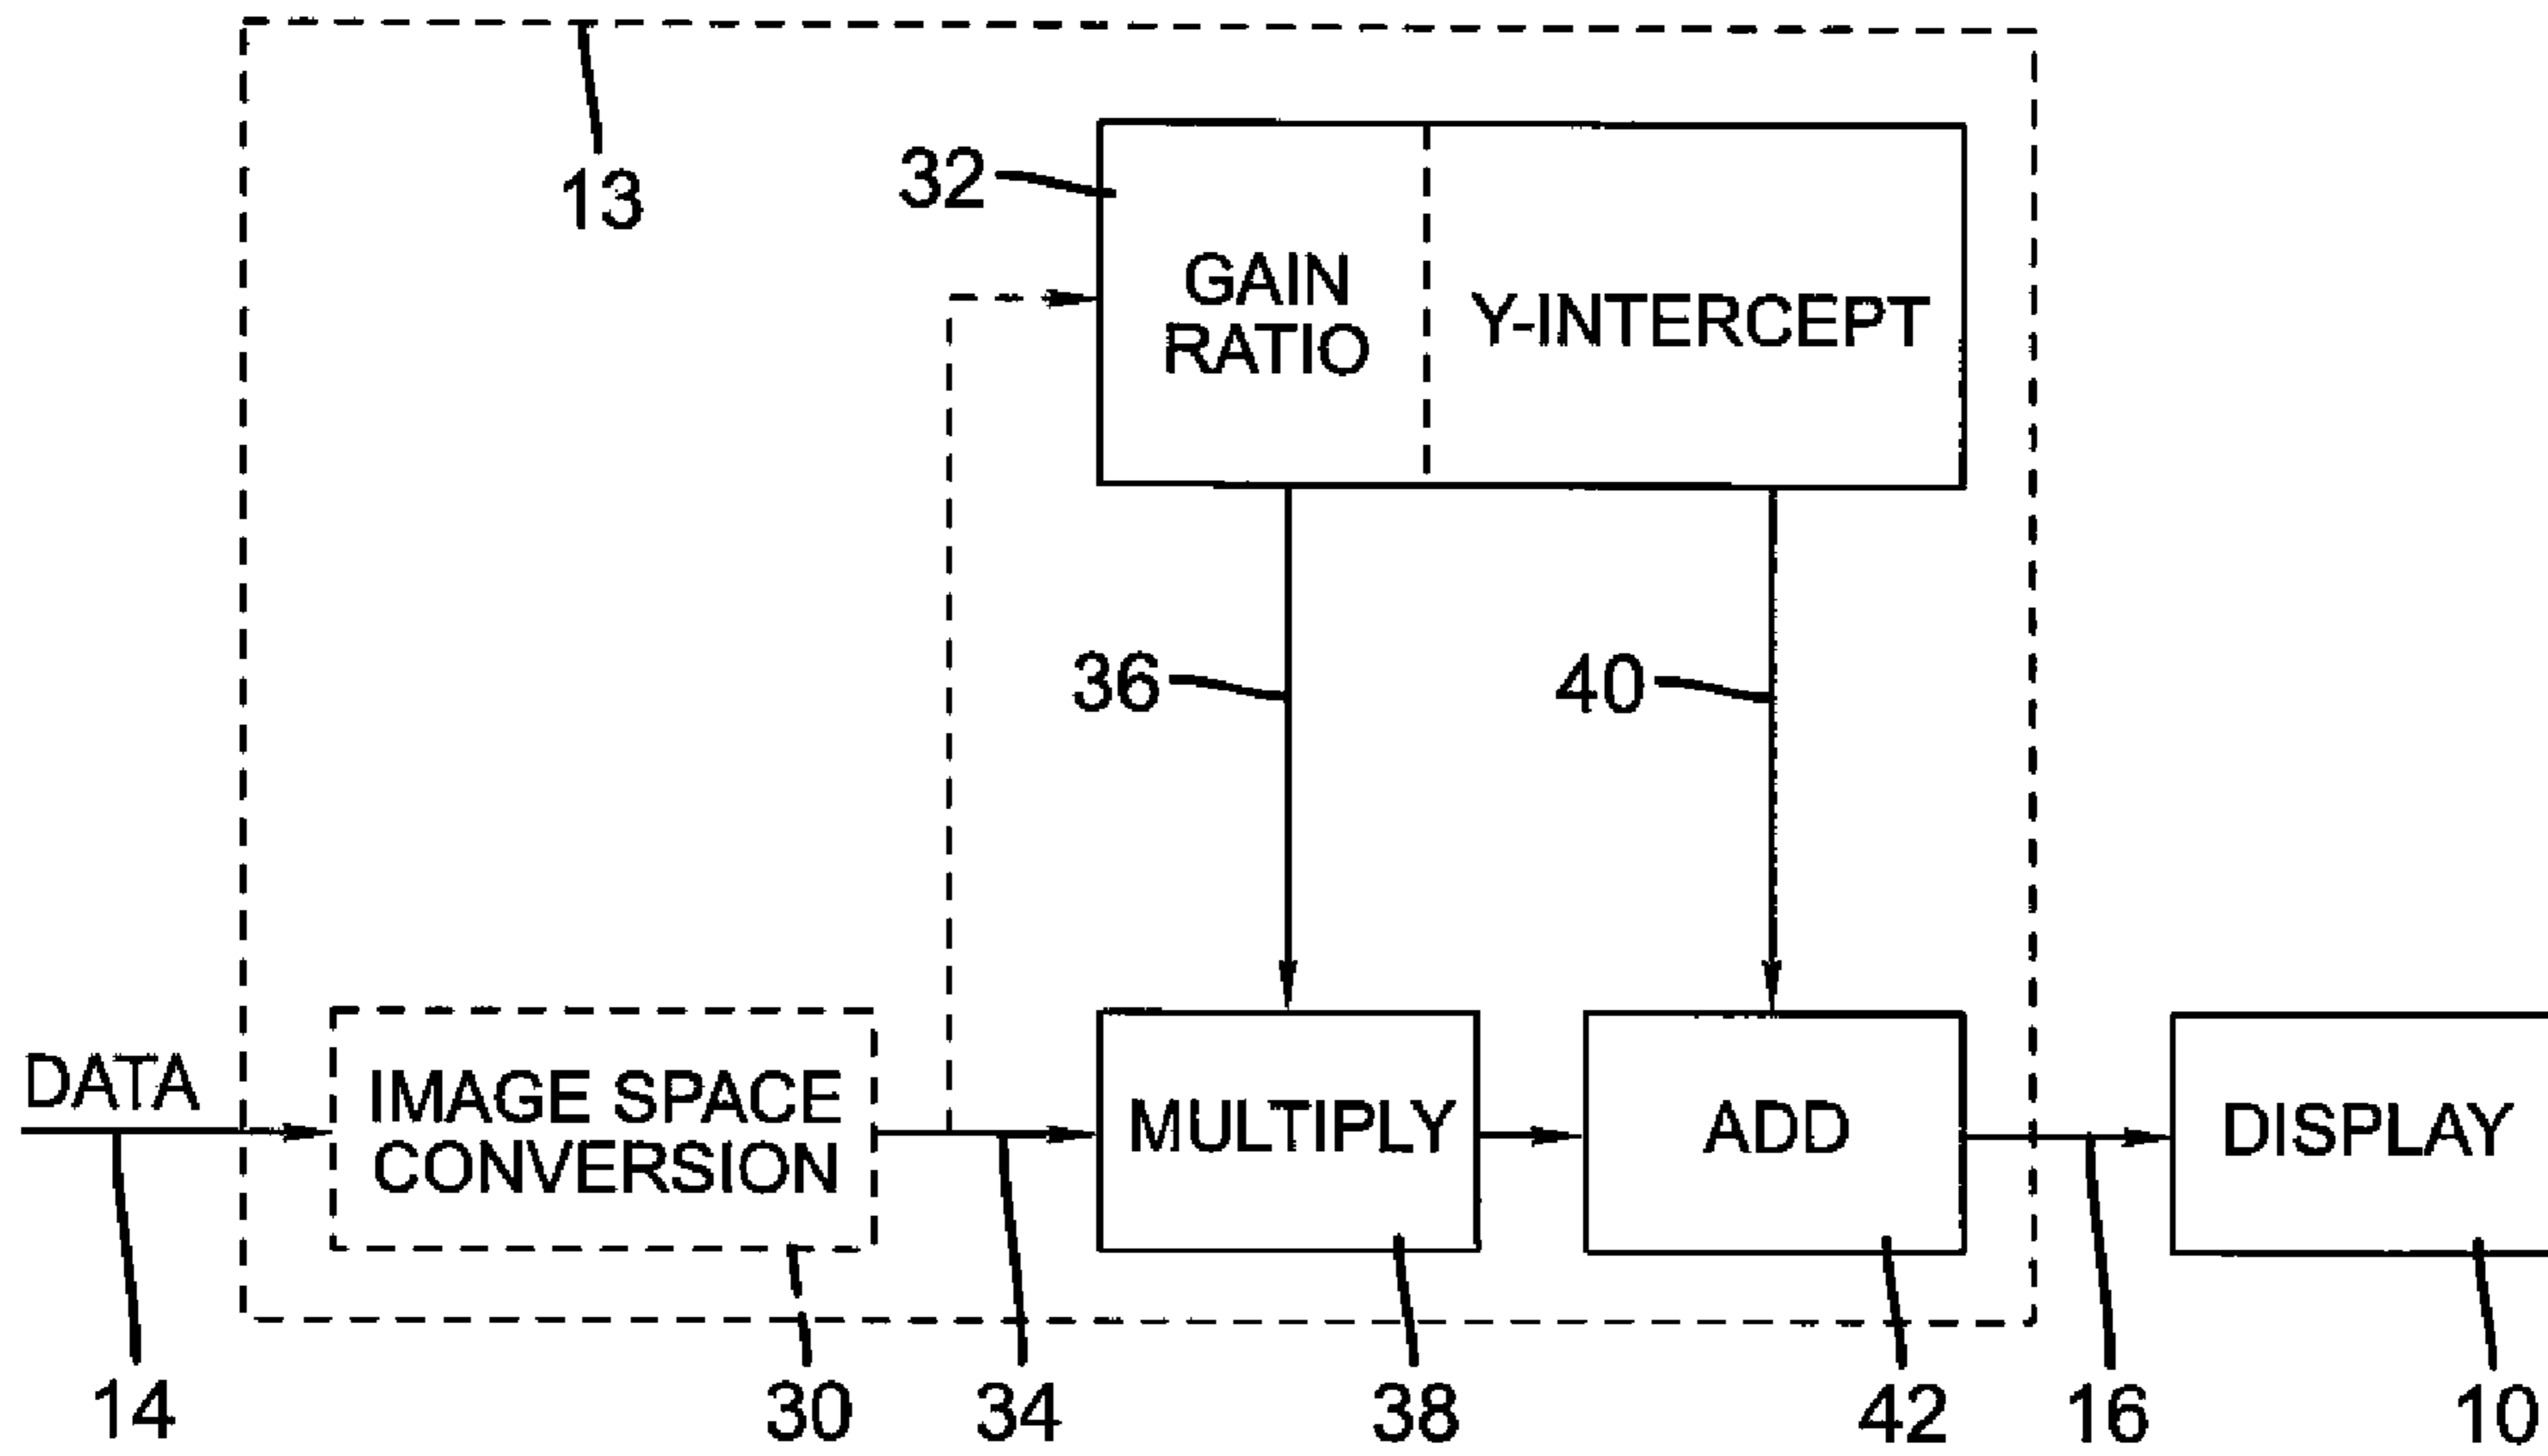 13
32
GAIN
RATIO
Y-INTERCEPT
36
40
DATA
IMAGE SPACE
CONVERSION
MULTIPLY
ADD
DISPLAY
14
30
34
38
42
16
10